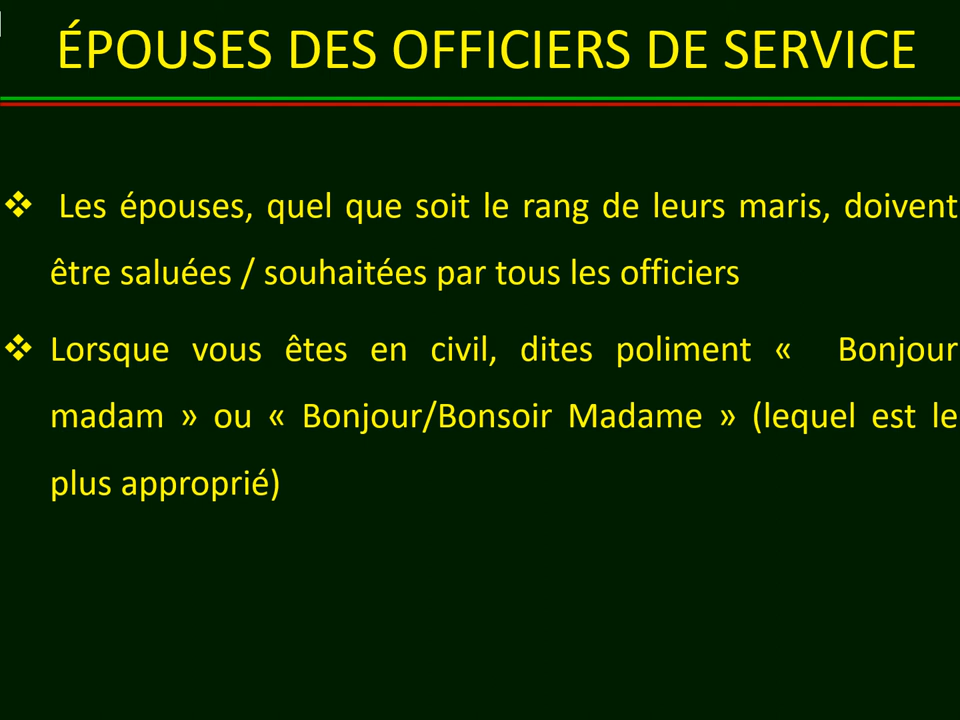 ÉPOUSES DES OFFICIERS DE SERVICE
❖ Les épouses, quel que soit le rang de leurs maris, doivent
être saluées / souhaitées par tous les officiers
❖ Lorsque vous êtes en civil, dites poliment « Bonjour
madam » ou « Bonjour/Bonsoir Madame » (lequel est le
plus approprié)